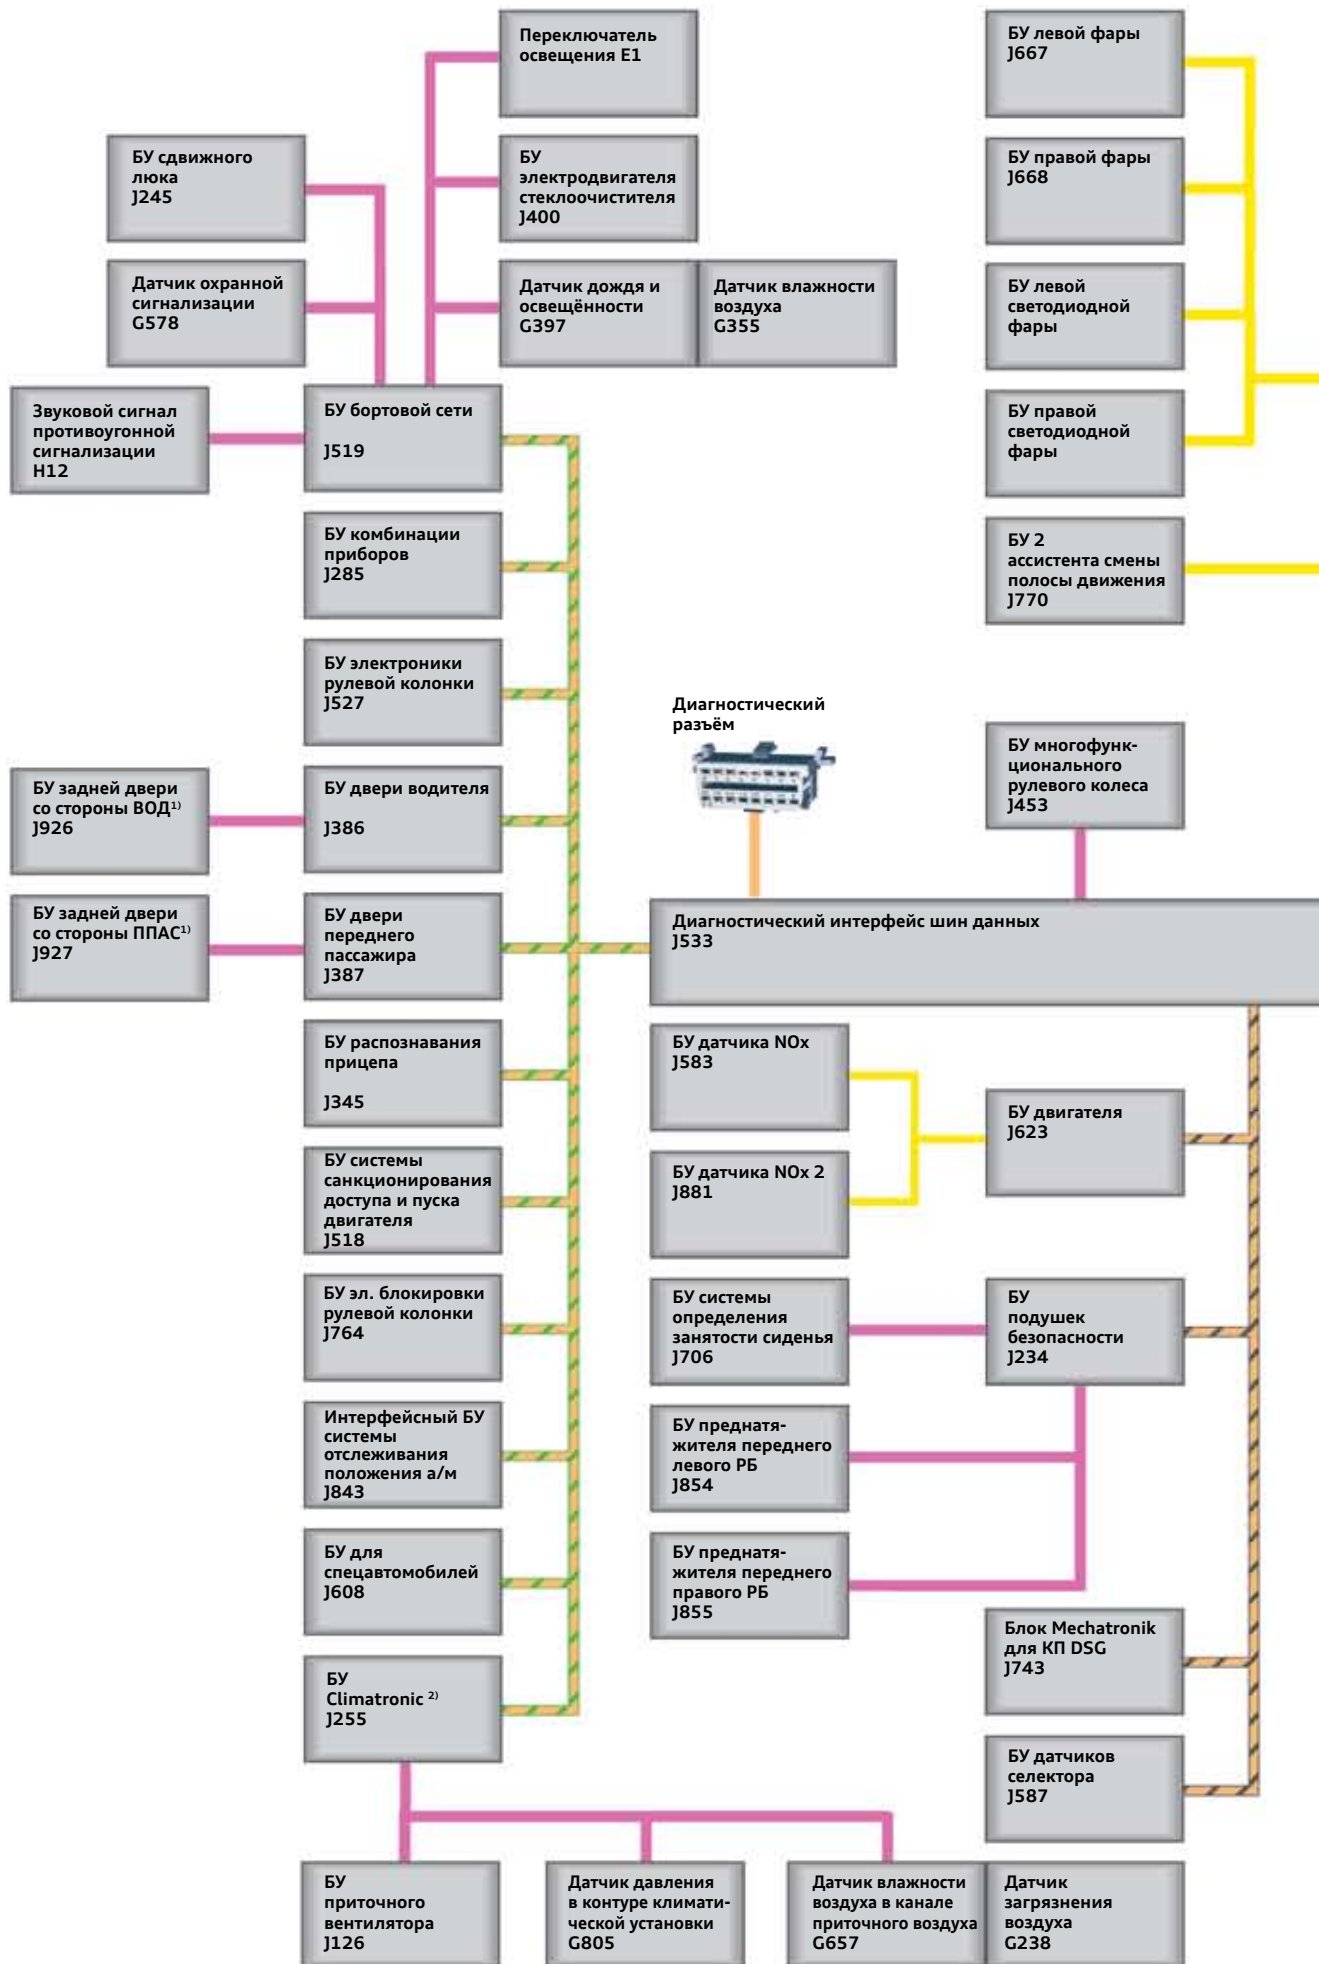 Переключатель
освещения E1
БУ левой фары
J667
БУ сдвижного
люка
J245
БУ
электродвигателя
стеклоочистителя
J400
БУ правой фары
J668
Датчик охранной
сигнализации
G578
Датчик дождя и
освещённости
G397
Датчик влажности
воздуха
G355
БУ левой
светодиодной
фары
Звуковой сигнал
противоугонной
сигнализации
H12
БУ бортовой сети
J519
БУ правой
светодиодной
фары
БУ комбинации
приборов
J285
БУ 2
ассистента смены
полосы движения
J770
БУ электроники
рулевой колонки
J527
Диагностический
разъём
БУ многофунк-
ционального
рулевого колеса
J453
БУ задней двери
со стороны ВОД1)
J926
БУ двери водителя
J386
БУ задней двери
со стороны ППАС1)
J927
БУ двери
переднего
пассажира
J387
Диагностический интерфейс шин данных
J533
БУ распознавания
прицепа
J345
БУ датчика NOx
J583
БУ двигателя
J623
БУ системы
санкционирования
доступа и пуска
двигателя
J518
БУ датчика NOx 2
J881
БУ эл. блокировки
рулевой колонки
J764
БУ системы
определения
занятости сиденья
J706
БУ
подушек
безопасности
J234
Интерфейсный БУ
системы
отслеживания
положения а/м
J843
БУ преднатя-
жителя переднего
левого РБ
J854
БУ для
спецавтомобилей
J608
БУ преднатя-
жителя переднего
правого РБ
J855
Блок Mechatronik
для КП DSG
J743
БУ
Climatronic 2)
J255
БУ датчиков
селектора
J587
БУ
приточного
вентилятора
J126
Датчик давления
в контуре климати-
ческой установки
G805
Датчик влажности
воздуха в канале
приточного воздуха
G657
Датчик
загрязнения
воздуха
G238